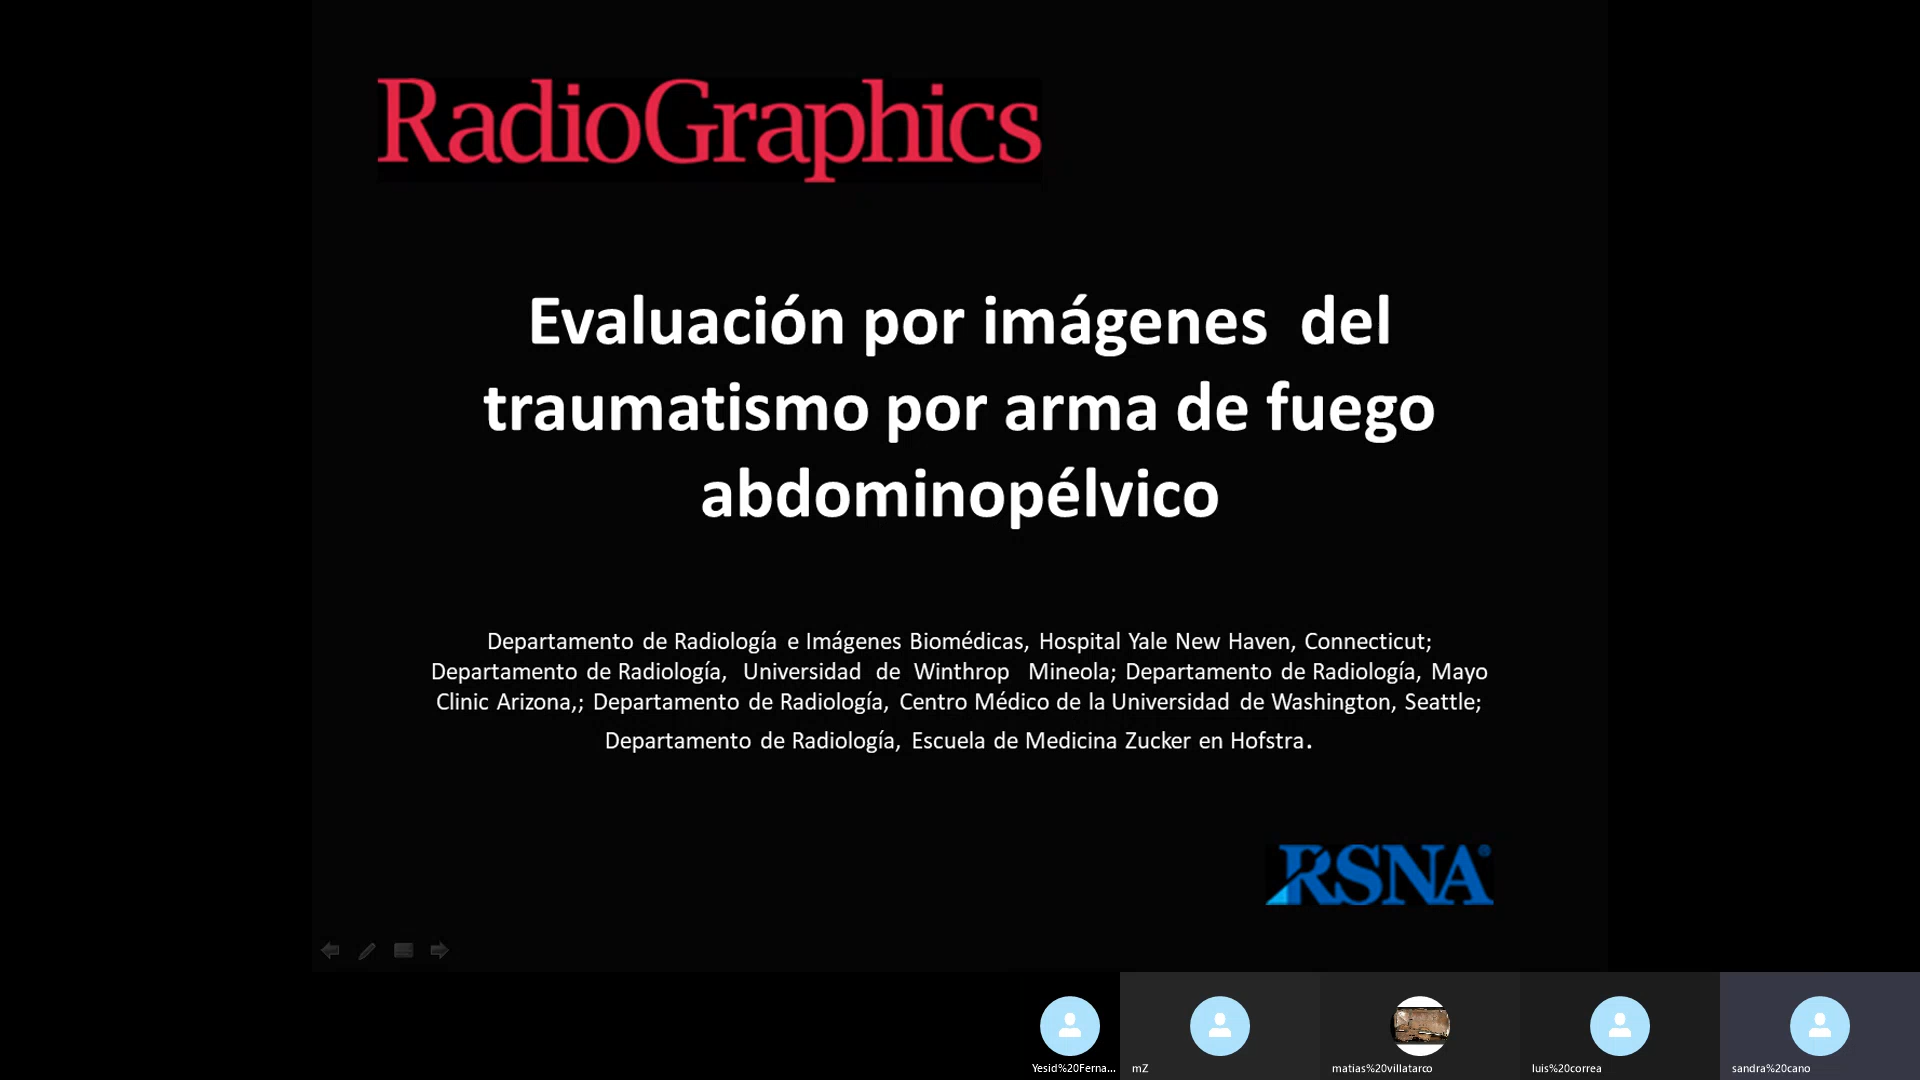 RadioGraphics
Evaluación por imágenes del
traumatismo por arma de fuego
abdominopélvico
Departamento de Radiología e Imágenes Biomédicas, Hospital Yale New Haven, Connecticut;
Departamento de Radiología, Universidad de Winthrop Mineola; Departamento de Radiología, Mayo
Clinic Arizona,; Departamento de Radiología, Centro Médico de la Universidad de Washington, Seattle;
Departamento de Radiología, Escuela de Medicina Zucker en Hofstra.
RSNA®
Yesid%20Ferna...
mZ
matias%20villatarco
luis%20correa
sandra%20cano